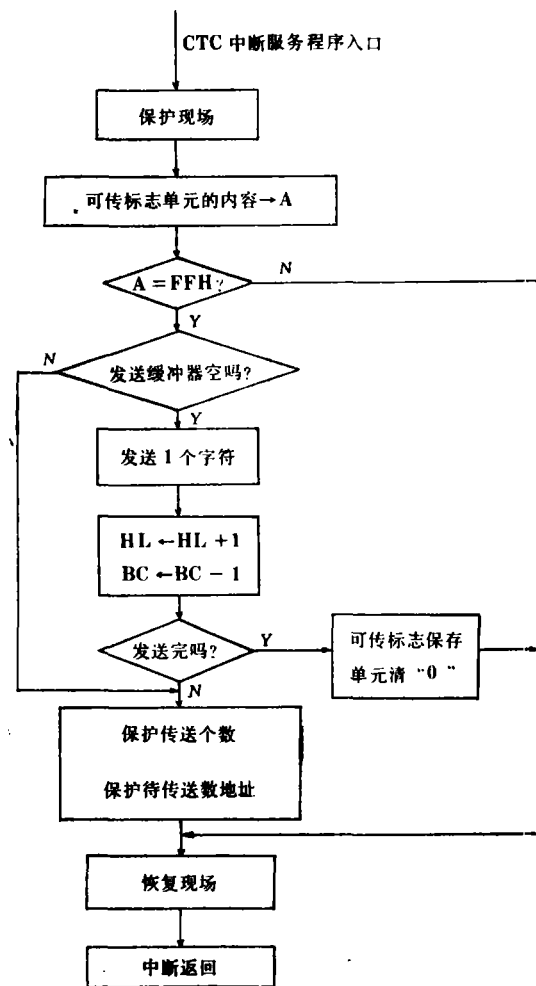 CTC 中断服务程序入口
保护现场
可传标志单元的内容→A
A = FFH?
N
Y
N
发送缓冲器空吗?
Y
发送 1 个字符
HL ←HL + 1
BC ←BC − 1
发送完吗?
Y
可传标志保存
单元清 “0 ”
N
保护传送个数
保护待传送数地址
恢复现场
中断返回